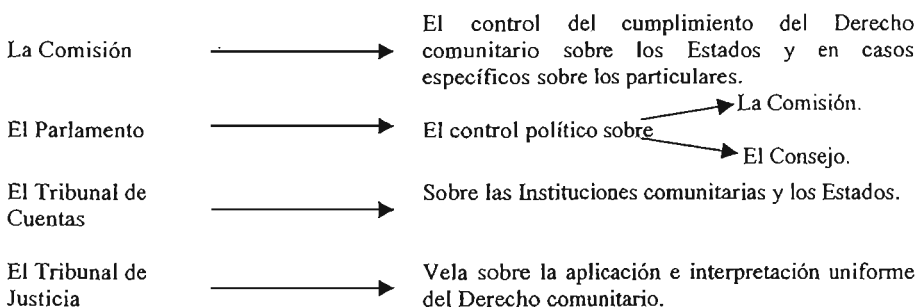 La Comisión
El control del cumplimiento del Derecho
comunitario sobre los Estados y en casos
específicos sobre los particulares.
El Parlamento
El control político sobre
La Comisión.
El Consejo.
El Tribunal de
Cuentas
Sobre las Instituciones comunitarias y los Estados.
El Tribunal de
Justicia
Vela sobre la aplicación e interpretación uniforme
del Derecho comunitario.